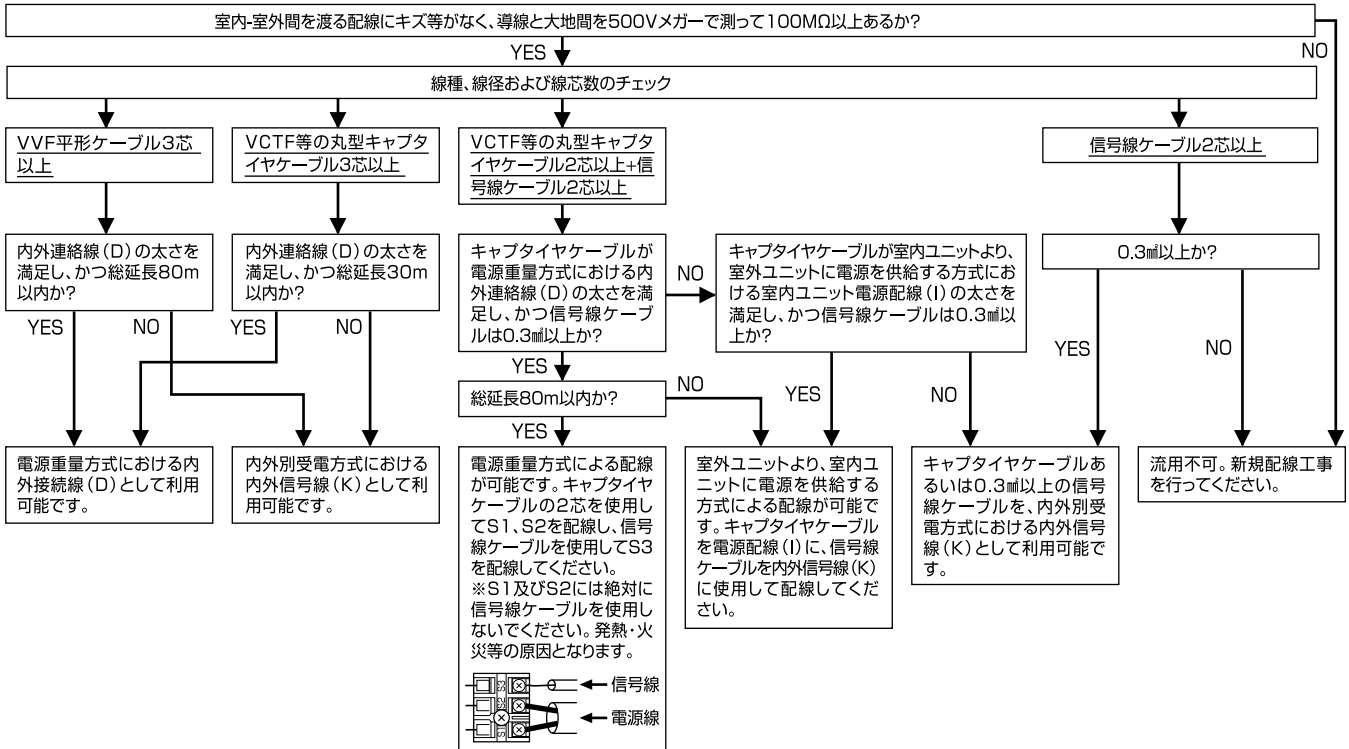 室内-室外間を渡る配線にキズ等がなく、導線と大地間を500Vメガーで測って100MΩ以上あるか?
YES
NO
線種、線径および線芯数のチェック
VVF平形ケーブル3芯
以上
VCTF等の丸型キャプタ
イヤケーブル3芯以上
VCTF等の丸型キャプタ
イヤケーブル2芯以上+信
号線ケーブル2芯以上
信号線ケーブル2芯以上
内外連絡線(D)の太さを
満足し、かつ総延長80m
以内か?
内外連絡線(D)の太さを
満足し、かつ総延長30m
以内か?
キャプタイヤケーブルが
電源重量方式における内
外連絡線(D)の太さを満
足し、かつ信号線ケーブ
ルは0.3㎟以上か?
NO
キャプタイヤケーブルが室内ユニットより、
室外ユニットに電源を供給する方式にお
ける室内ユニット電源配線(I)の太さを
満足し、かつ信号線ケーブルは0.3㎟以
上か?
0.3㎟以上か?
YES
NO
YES
NO
YES
YES
NO
YES
NO
YES
NO
総延長80m以内か?
YES
電源重量方式における内
外接続線(D)として利用
可能です。
内外別受電方式における
内外信号線(K)として利
用可能です。
電源重量方式による配線
が可能です。キャプタイヤ
ケーブルの2芯を使用し
てS1、S2を配線し、信号
線ケーブルを使用してS3
を配線してください。
※S1及びS2には絶対に
信号線ケーブルを使用し
ないでください。発熱・火
災等の原因となります。
室外ユニットより、室内ユ
ニットに電源を供給する
方式による配線が可能で
す。キャプタイヤケーブル
を電源配線(I)に、信号線
ケーブルを内外信号線(K)
に使用して配線してくだ
さい。
キャプタイヤケーブルあ
るいは0.3㎟以上の信号
線ケーブルを、内外別受
電方式における内外信号
線(K)として利用可能で
す。
流用不可。新規配線工事
を行ってください。
S3
S2
S1
信号線
電源線